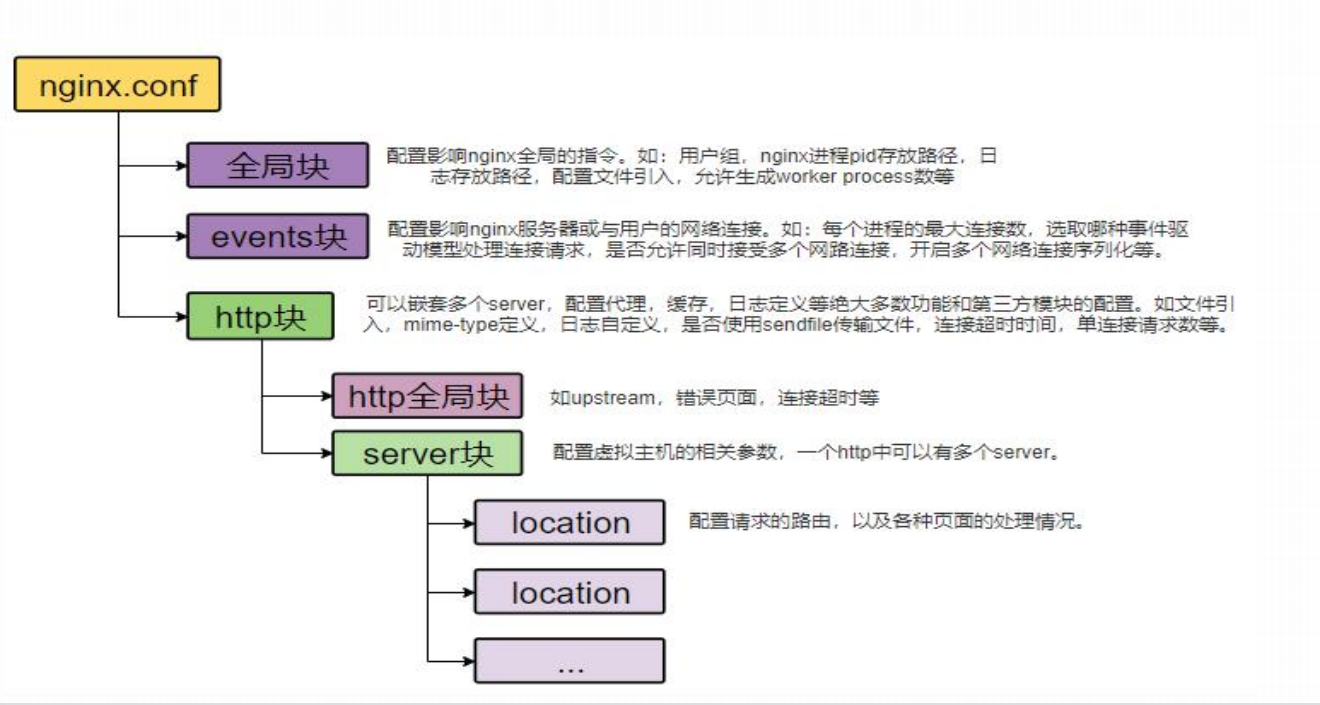 nginx.conf
全局块
配置影响nginx全局的指令。如：用户组，nginx进程pid存放路径，日
志存放路径，配置文件引入，允许生成worker process数等
events块
配置影响nginx服务器或与用户的网络连接。如：每个进程的最大连接数，选取哪种事件驱
动模型处理连接请求，是否允许同时接受多个网路连接，开启多个网络连接序列化等。
http块
可以嵌套多个server，配置代理，缓存，日志定义等绝大多数功能和第三方模块的配置。如文件引
入，mime-type定义，日志自定义，是否使用sendfile传输文件，连接超时时间，单连接请求数等。
http全局块
如upstream，错误页面，连接超时等
server块
配置虚拟主机的相关参数，一个http中可以有多个server。
location
配置请求的路由，以及各种页面的处理情况。
location
...